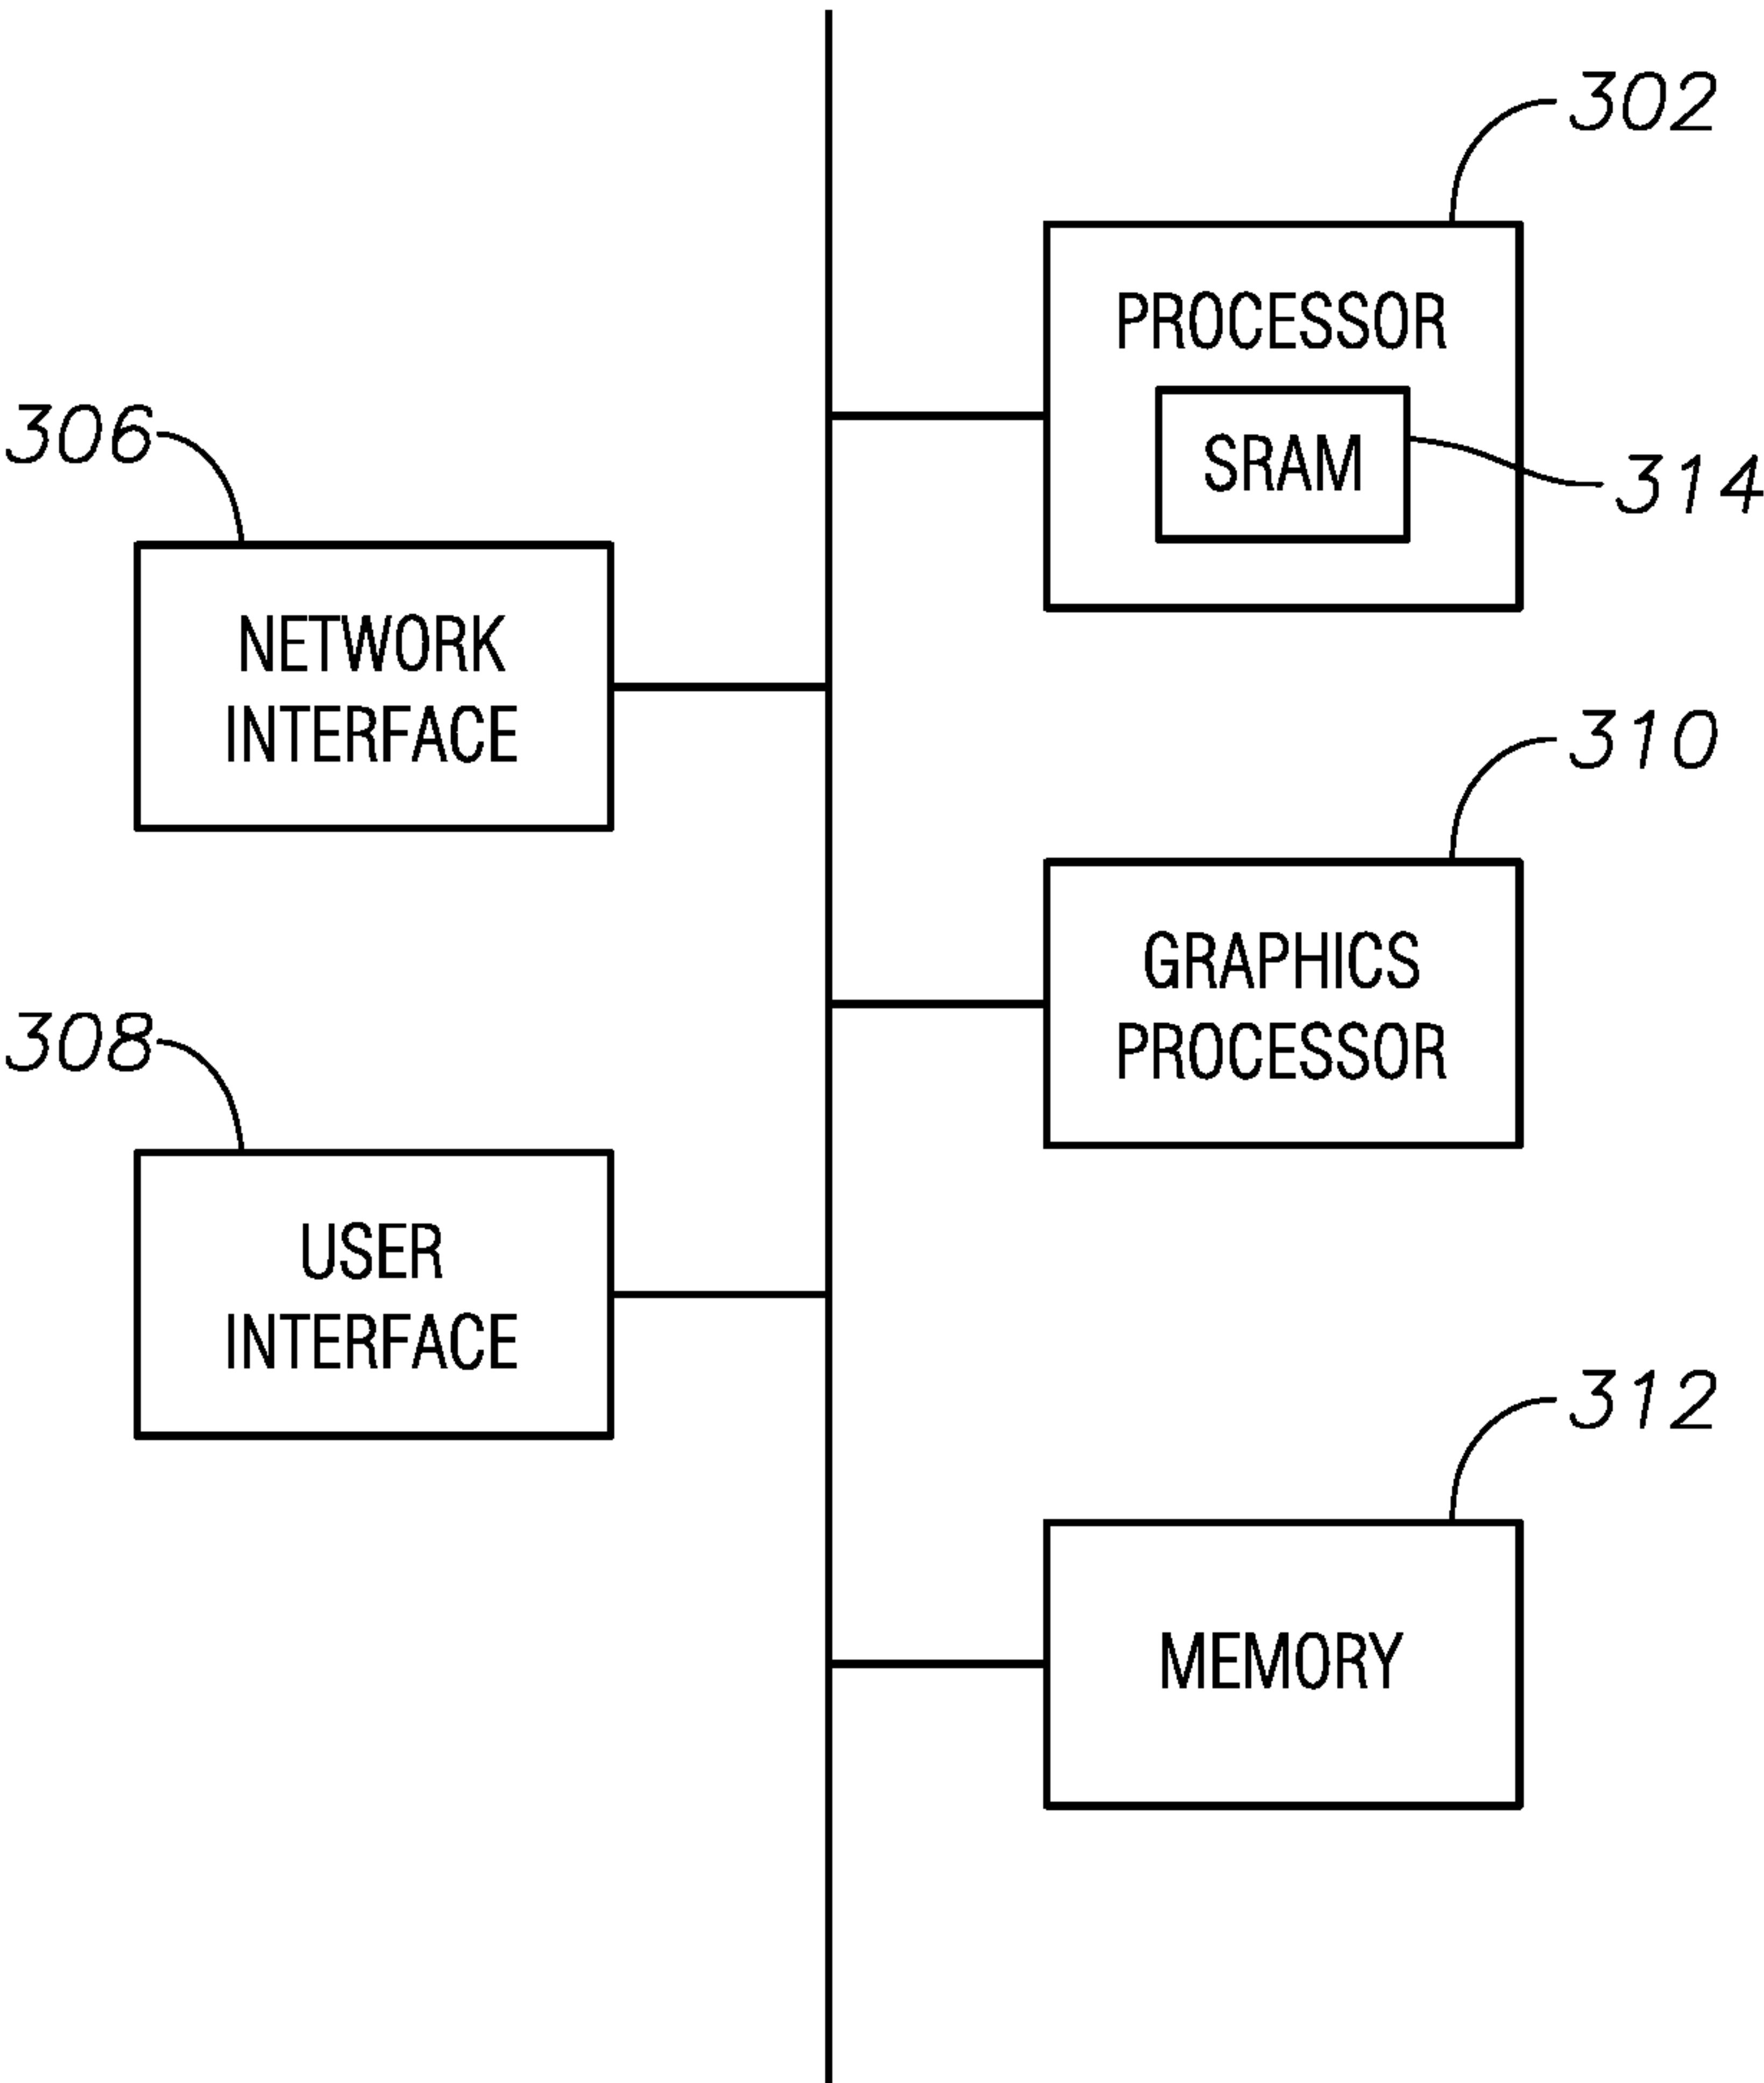 302
PROCESSOR
306
SRAM
314
NETWORK
INTERFACE
310
GRAPHICS
PROCESSOR
308
USER
INTERFACE
312
MEMORY